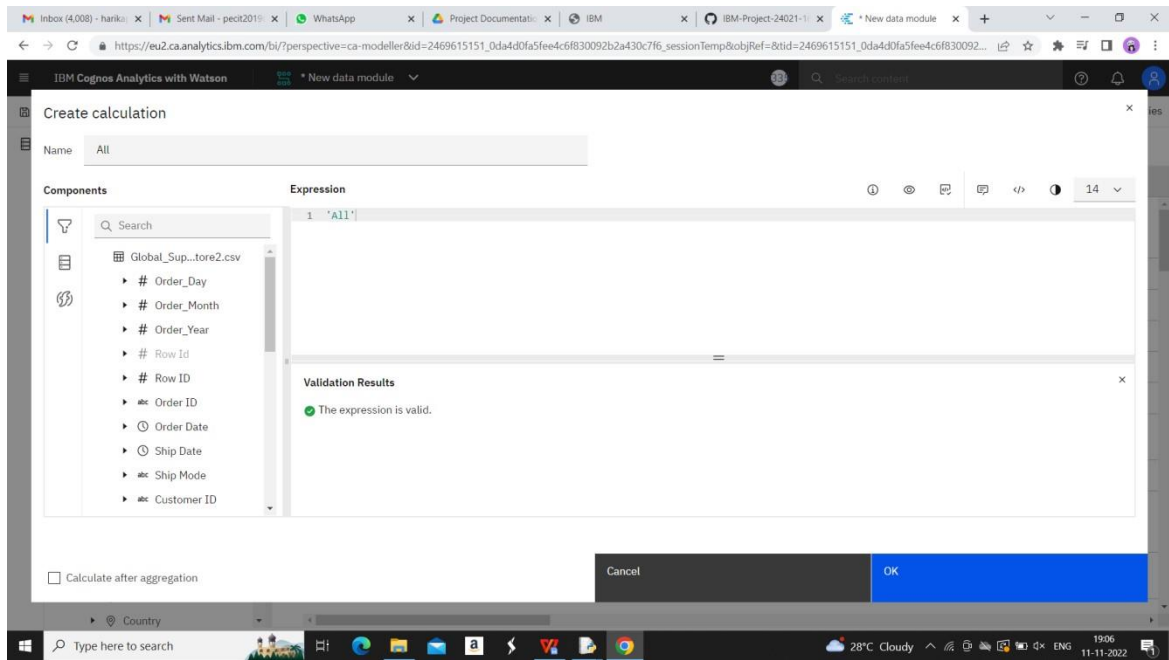 Inbox (4,008) - harika
Sent Mail - pecit2019
WhatsApp
Project Documentatio
IBM
IBM-Project-24021-1
* New data module
https://eu2.ca.analytics.ibm.com/bi/?perspective=ca-modeller&id=2469615151_0da4d0fa5fee4c6f830092b2a430c7f6_sessionTemp&objRef=&tid=2469615151_0da4d0fa5fee4c6f830092...
IBM Cognos Analytics with Watson
* New data module
Search content
ies
Create calculation
Name
All
Components
Expression
14
Search
1 'All'
Global_Sup...tore2.csv
# Order_Day
# Order_Month
# Order_Year
# Row Id
# Row ID
abc Order ID
Order Date
Ship Date
abc Ship Mode
abc Customer ID
Validation Results
The expression is valid.
Calculate after aggregation
Cancel
OK
Country
Type here to search
28°C Cloudy
ENG
19:06
11-11-2022